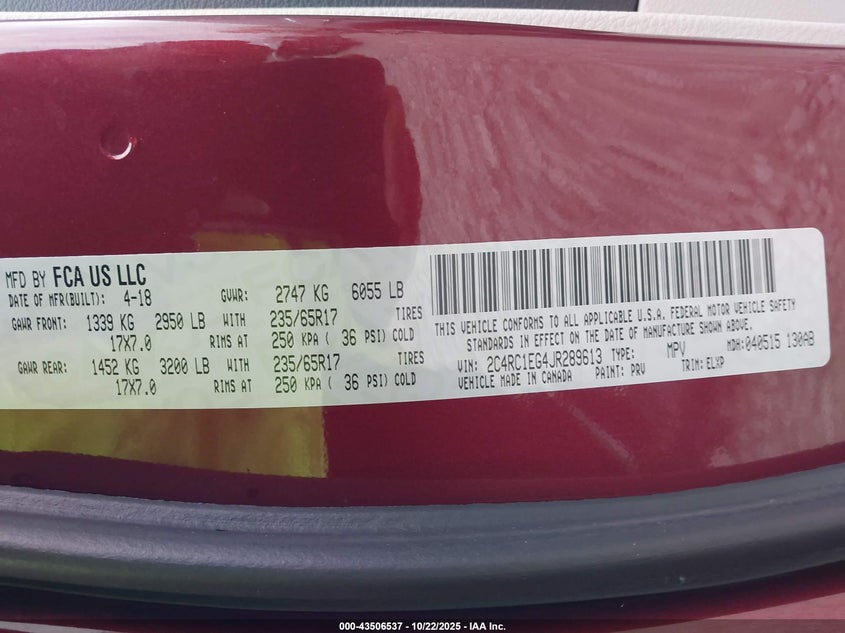 MFD BY FCA US LLC
DATE OF MFR(BUILT): 4-18 GVWR: 2747 KG 6055 LB
GAWR FRONT: 1339 KG 2950 LB WITH 235/65R17 TIRES
17X7.0 RIMS AT 250 KPA ( 36 PSI) COLD
GAWR REAR: 1452 KG 3200 LB WITH 235/65R17 TIRES
17X7.0 RIMS AT 250 KPA ( 36 PSI) COLD
THIS VEHICLE CONFORMS TO ALL APPLICABLE U.S.A. FEDERAL MOTOR VEHICLE SAFETY
STANDARDS IN EFFECT ON THE DATE OF MANUFACTURE SHOWN ABOVE.
VIN: 2C4RC1EG4JR289613 TYPE: MPV MDH: 040515 130AB
VEHICLE MADE IN CANADA PAINT: PRV TRIM: ELXP
000-43506537 - 10/22/2025 - IAA Inc.